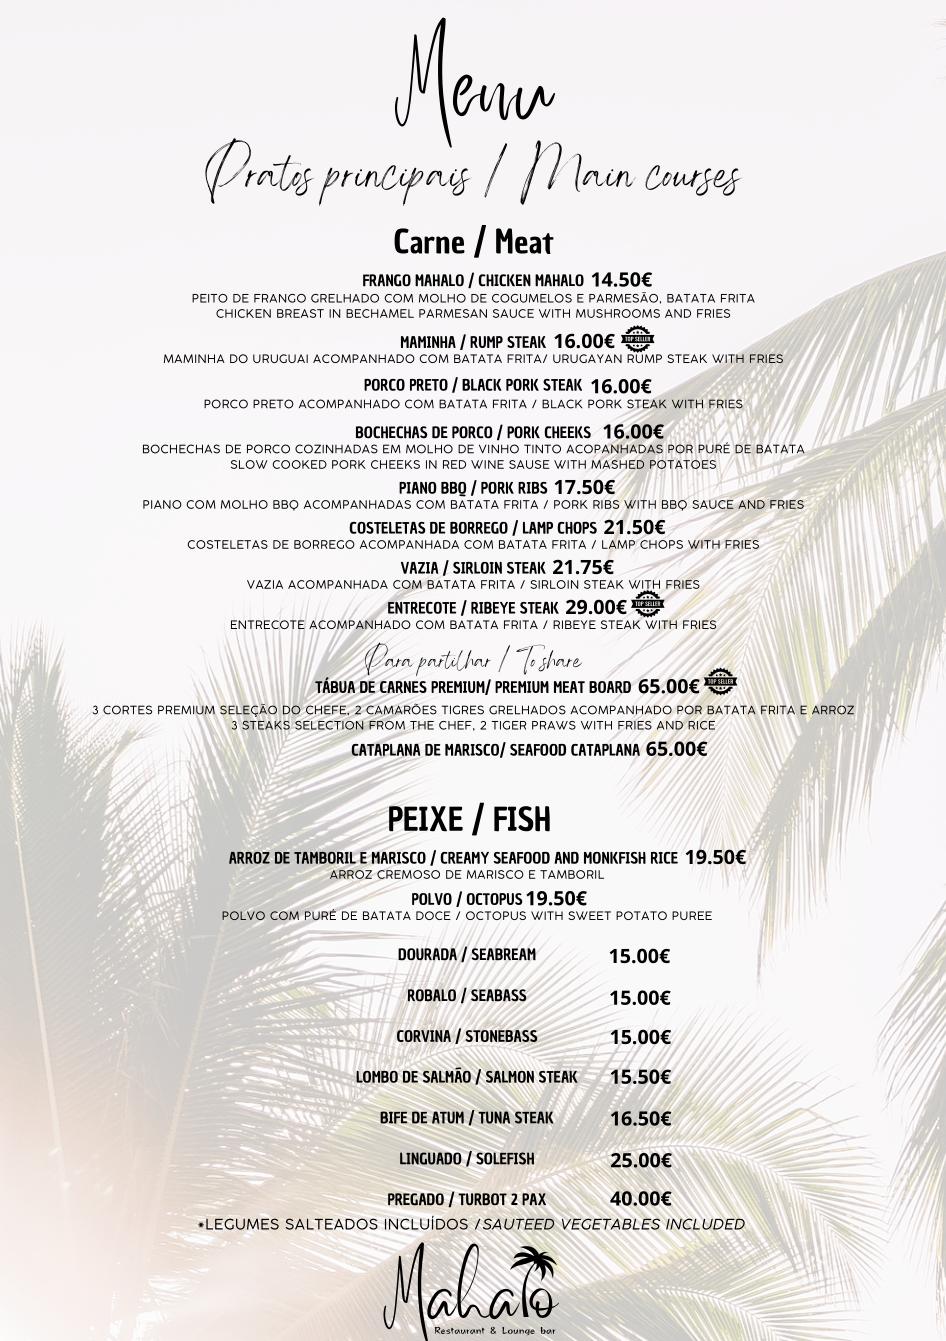 Menu
Pratos principais / Main courses
Carne / Meat
FRANGO MAHALO / CHICKEN MAHALO 14.50€
PEITO DE FRANGO GRELHADO COM MOLHO DE COGUMELOS E PARMESÃO, BATATA FRITA
CHICKEN BREAST IN BECHAMEL PARMESAN SAUCE WITH MUSHROOMS AND FRIES
MAMINHA / RUMP STEAK 16.00€ TOP SELLER
MAMINHA DO URUGUAI ACOMPANHADO COM BATATA FRITA/ URUGAYAN RUMP STEAK WITH FRIES
PORCO PRETO / BLACK PORK STEAK 16.00€
PORCO PRETO ACOMPANHADO COM BATATA FRITA / BLACK PORK STEAK WITH FRIES
BOCHECHAS DE PORCO / PORK CHEEKS 16.00€
BOCHECHAS DE PORCO COZINHADAS EM MOLHO DE VINHO TINTO ACOPANHADAS POR PURÉ DE BATATA
SLOW COOKED PORK CHEEKS IN RED WINE SAUSE WITH MASHED POTATOES
PIANO BBQ / PORK RIBS 17.50€
PIANO COM MOLHO BBQ ACOMPANHADAS COM BATATA FRITA / PORK RIBS WITH BBQ SAUCE AND FRIES
COSTELETAS DE BORREGO / LAMP CHOPS 21.50€
COSTELETAS DE BORREGO ACOMPANHADA COM BATATA FRITA / LAMP CHOPS WITH FRIES
VAZIA / SIRLOIN STEAK 21.75€
VAZIA ACOMPANHADA COM BATATA FRITA / SIRLOIN STEAK WITH FRIES
ENTRECOTE / RIBEYE STEAK 29.00€ TOP SELLER
ENTRECOTE ACOMPANHADO COM BATATA FRITA / RIBEYE STEAK WITH FRIES
Para partilhar / To share
TÁBUA DE CARNES PREMIUM/ PREMIUM MEAT BOARD 65.00€ TOP SELLER
3 CORTES PREMIUM SELEÇÃO DO CHEFE, 2 CAMARÕES TIGRES GRELHADOS ACOMPANHADO POR BATATA FRITA E ARROZ
3 STEAKS SELECTION FROM THE CHEF, 2 TIGER PRAWS WITH FRIES AND RICE
CATAPLANA DE MARISCO/ SEAFOOD CATAPLANA 65.00€
PEIXE / FISH
ARROZ DE TAMBORIL E MARISCO / CREAMY SEAFOOD AND MONKFISH RICE 19.50€
ARROZ CREMOSO DE MARISCO E TAMBORIL
POLVO / OCTOPUS 19.50€
POLVO COM PURÉ DE BATATA DOCE / OCTOPUS WITH SWEET POTATO PUREE
DOURADA / SEABREAM 15.00€
ROBALO / SEABASS 15.00€
CORVINA / STONEBASS 15.00€
LOMBO DE SALMÃO / SALMON STEAK 15.50€
BIFE DE ATUM / TUNA STEAK 16.50€
LINGUADO / SOLEFISH 25.00€
PREGADO / TURBOT 2 PAX 40.00€
*LEGUMES SALTEADOS INCLUÍDOS /SAUTEED VEGETABLES INCLUDED
Mahalo
Restaurant & Lounge bar